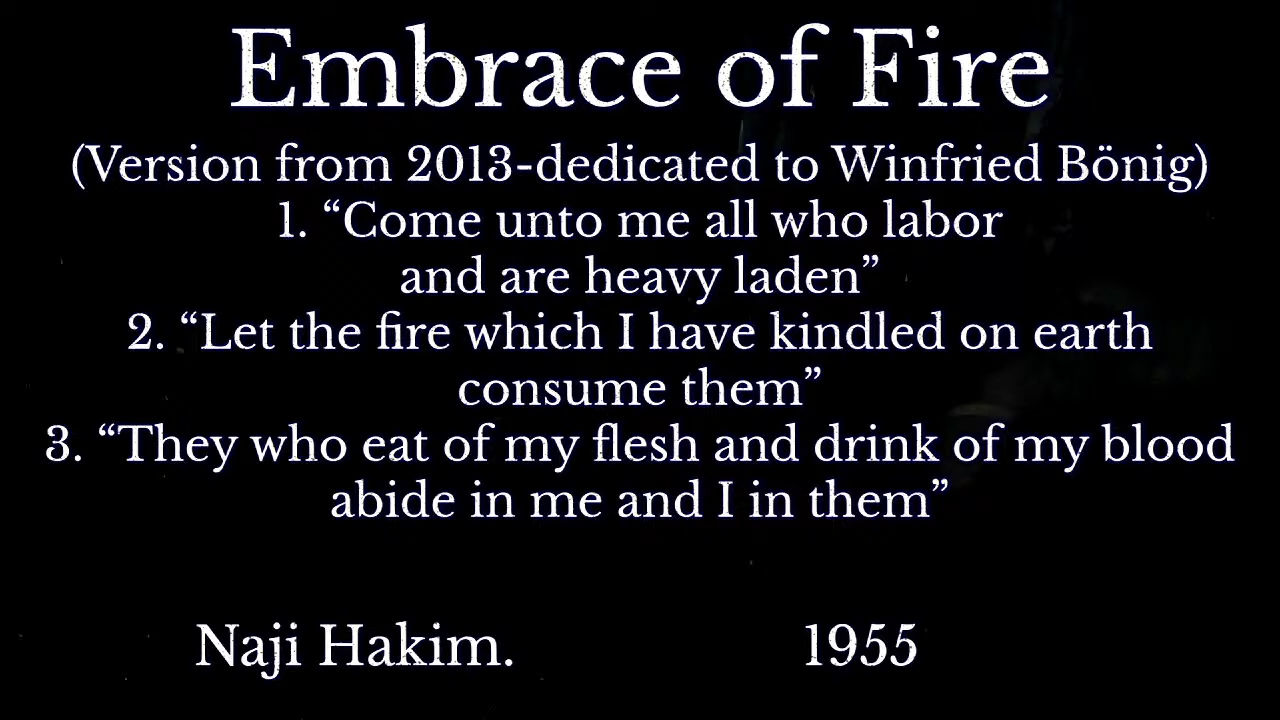 Embrace of Fire
(Version from 2013-dedicated to Winfried Bönig)
1. “Come unto me all who labor
and are heavy laden”
2. “Let the fire which I have kindled on earth
consume them”
3. “They who eat of my flesh and drink of my blood
abide in me and I in them”
Naji Hakim. 1955